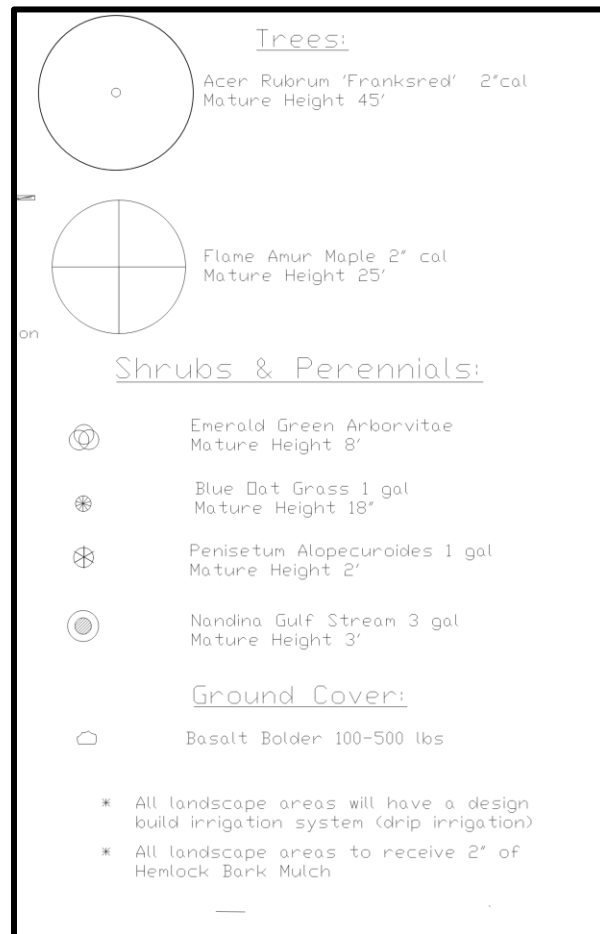 Trees:
Acer Rubrum 'Franksred' 2"cal
Mature Height 45'
Flame Amur Maple 2" cal
Mature Height 25'
on
Shrubs & Perennials:
Emerald Green Arborvitae
Mature Height 8'
Blue Oat Grass 1 gal
Mature Height 18"
Penisetum Alopecuroides 1 gal
Mature Height 2'
Nandina Gulf Stream 3 gal
Mature Height 3'
Ground Cover:
Basalt Bolder 100-500 lbs
* All landscape areas will have a design
build irrigation system (drip irrigation)
* All landscape areas to receive 2" of
Hemlock Bark Mulch